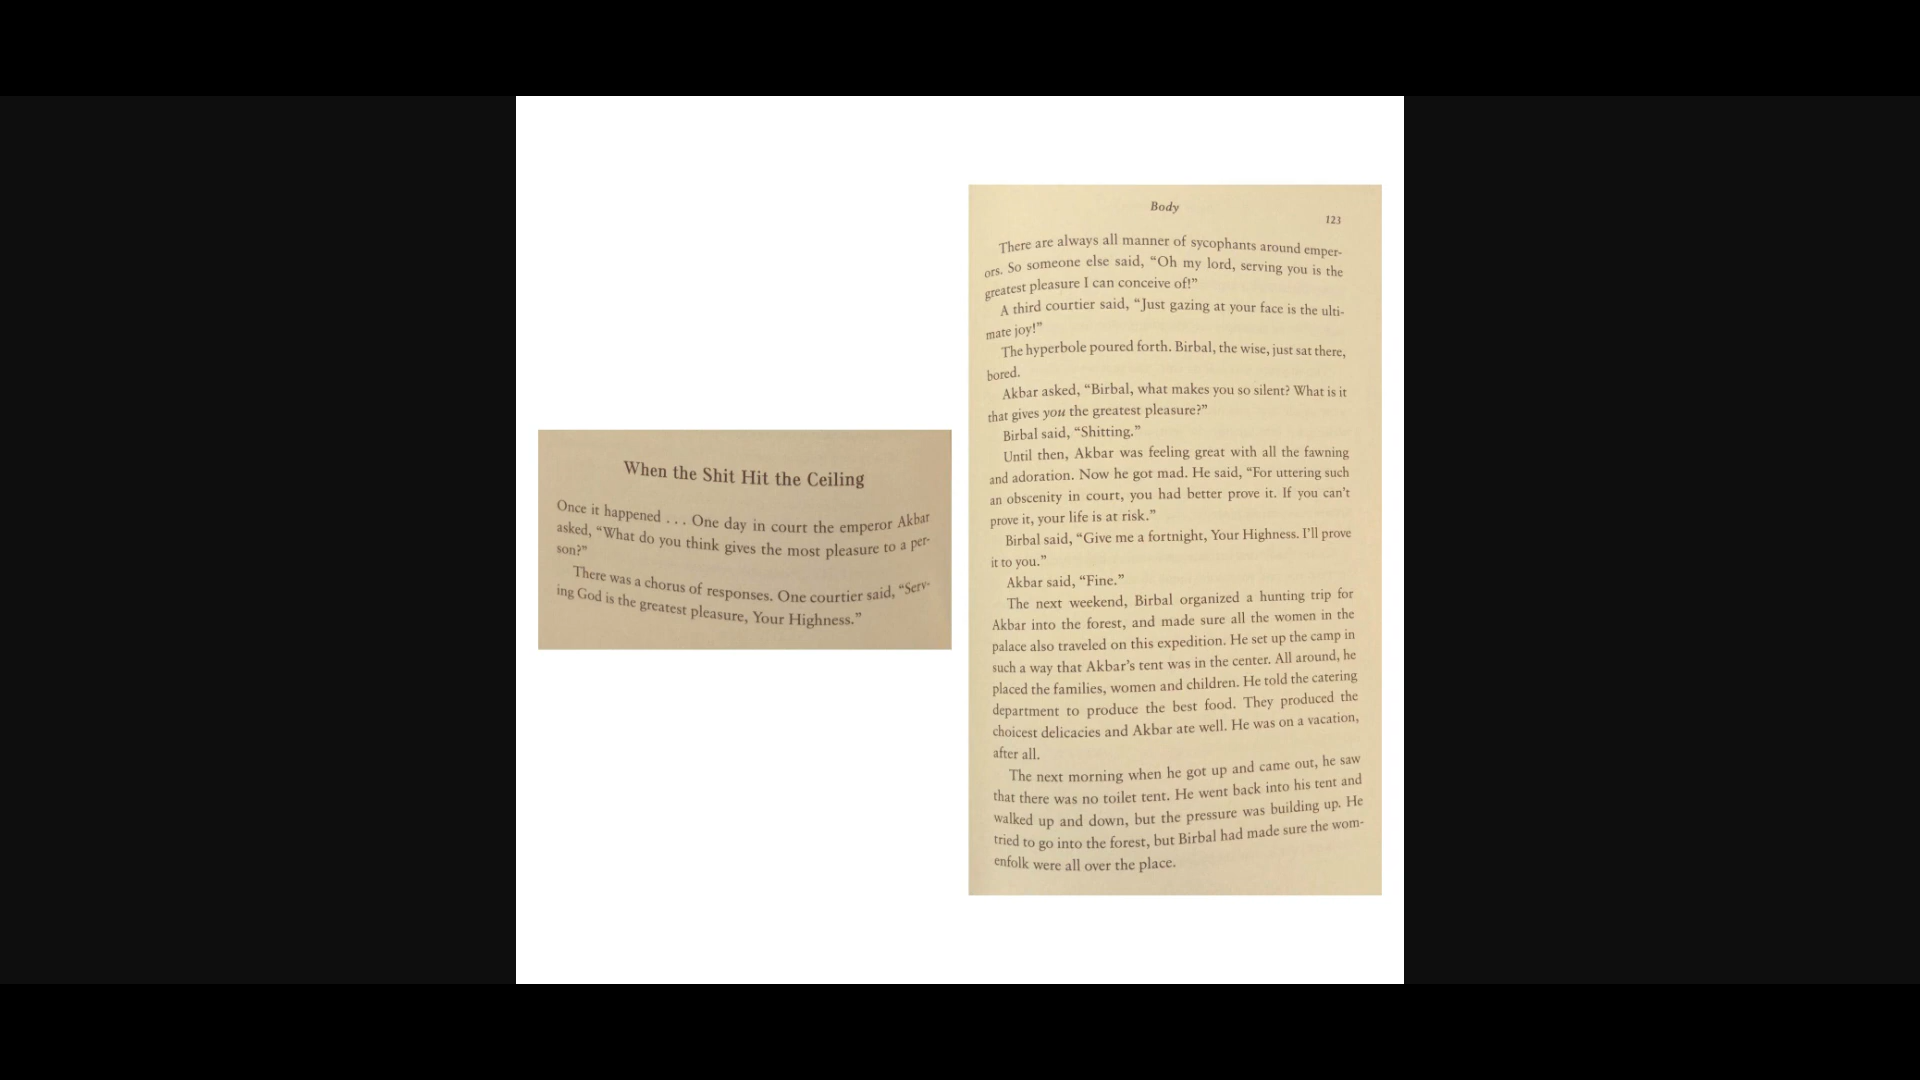 When the Shit Hit the Ceiling
Once it happened . . . One day in court the emperor Akbar
asked, “What do you think gives the most pleasure to a per-
son?”
There was a chorus of responses. One courtier said, “Serv-
ing God is the greatest pleasure, Your Highness.”
Body
123
There are always all manner of sycophants around emper-
ors. So someone else said, “Oh my lord, serving you is the
greatest pleasure I can conceive of!”
A third courtier said, “Just gazing at your face is the ulti-
mate joy!”
The hyperbole poured forth. Birbal, the wise, just sat there,
bored.
Akbar asked, “Birbal, what makes you so silent? What is it
that gives you the greatest pleasure?”
Birbal said, “Shitting.”
Until then, Akbar was feeling great with all the fawning
and adoration. Now he got mad. He said, “For uttering such
an obscenity in court, you had better prove it. If you can’t
prove it, your life is at risk.”
Birbal said, “Give me a fortnight, Your Highness. I’ll prove
it to you.”
Akbar said, “Fine.”
The next weekend, Birbal organized a hunting trip for
Akbar into the forest, and made sure all the women in the
palace also traveled on this expedition. He set up the camp in
such a way that Akbar’s tent was in the center. All around, he
placed the families, women and children. He told the catering
department to produce the best food. They produced the
choicest delicacies and Akbar ate well. He was on a vacation,
after all.
The next morning when he got up and came out, he saw
that there was no toilet tent. He went back into his tent and
walked up and down, but the pressure was building up. He
tried to go into the forest, but Birbal had made sure the wom-
enfolk were all over the place.